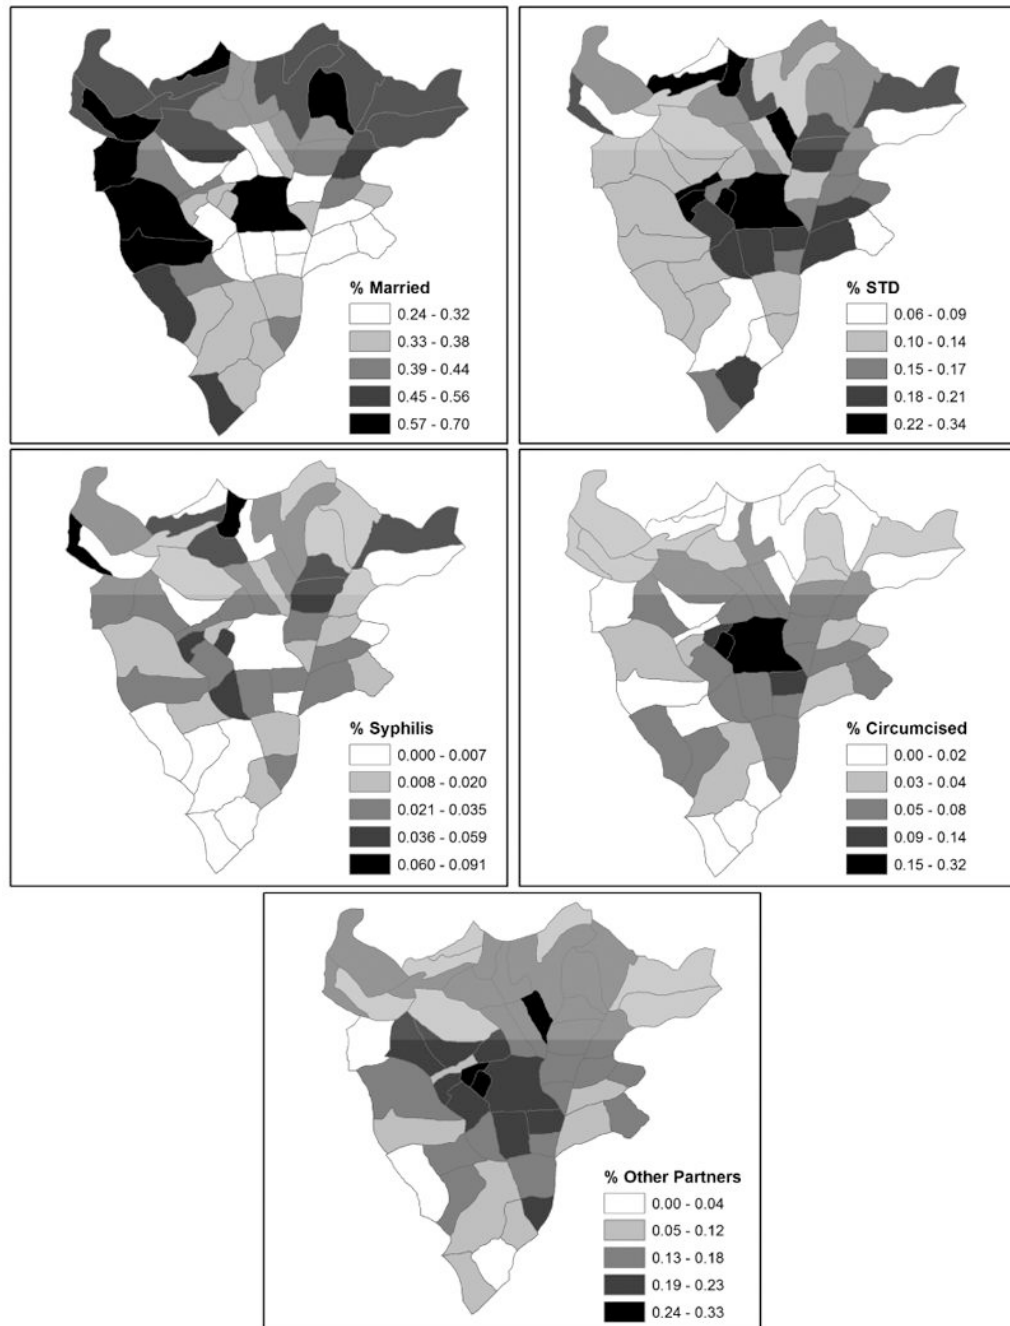 % Married
0.24 - 0.32
0.33 - 0.38
0.39 - 0.44
0.45 - 0.56
0.57 - 0.70
% STD
0.06 - 0.09
0.10 - 0.14
0.15 - 0.17
0.18 - 0.21
0.22 - 0.34
% Syphilis
0.000 - 0.007
0.008 - 0.020
0.021 - 0.035
0.036 - 0.059
0.060 - 0.091
% Circumcised
0.00 - 0.02
0.03 - 0.04
0.05 - 0.08
0.09 - 0.14
0.15 - 0.32
% Other Partners
0.00 - 0.04
0.05 - 0.12
0.13 - 0.18
0.19 - 0.23
0.24 - 0.33